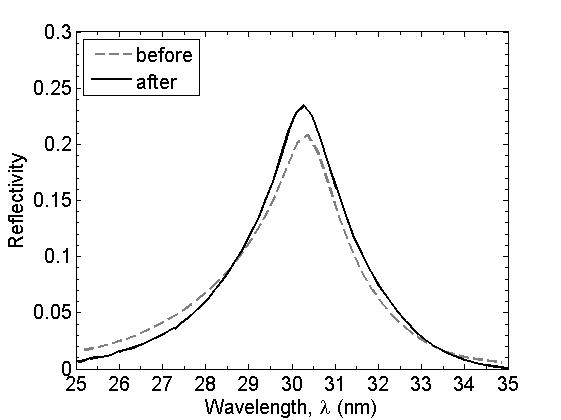 0.3
0.25
0.2
0.15
0.1
0.05
0
Reflectivity
before
after
25 26 27 28 29 30 31 32 33 34 35
Wavelength, λ (nm)